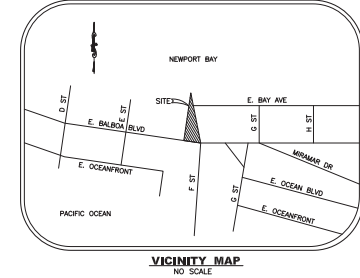 NEWPORT BAY
SITE
E. BAY AVE
D ST
E ST
G ST
H ST
E. BALBOA BLVD
MIRAMAR DR
E. OCEANFRONT
F ST
G ST
E. OCEAN BLVD
E. OCEANFRONT
PACIFIC OCEAN
VICINITY MAP
NO SCALE